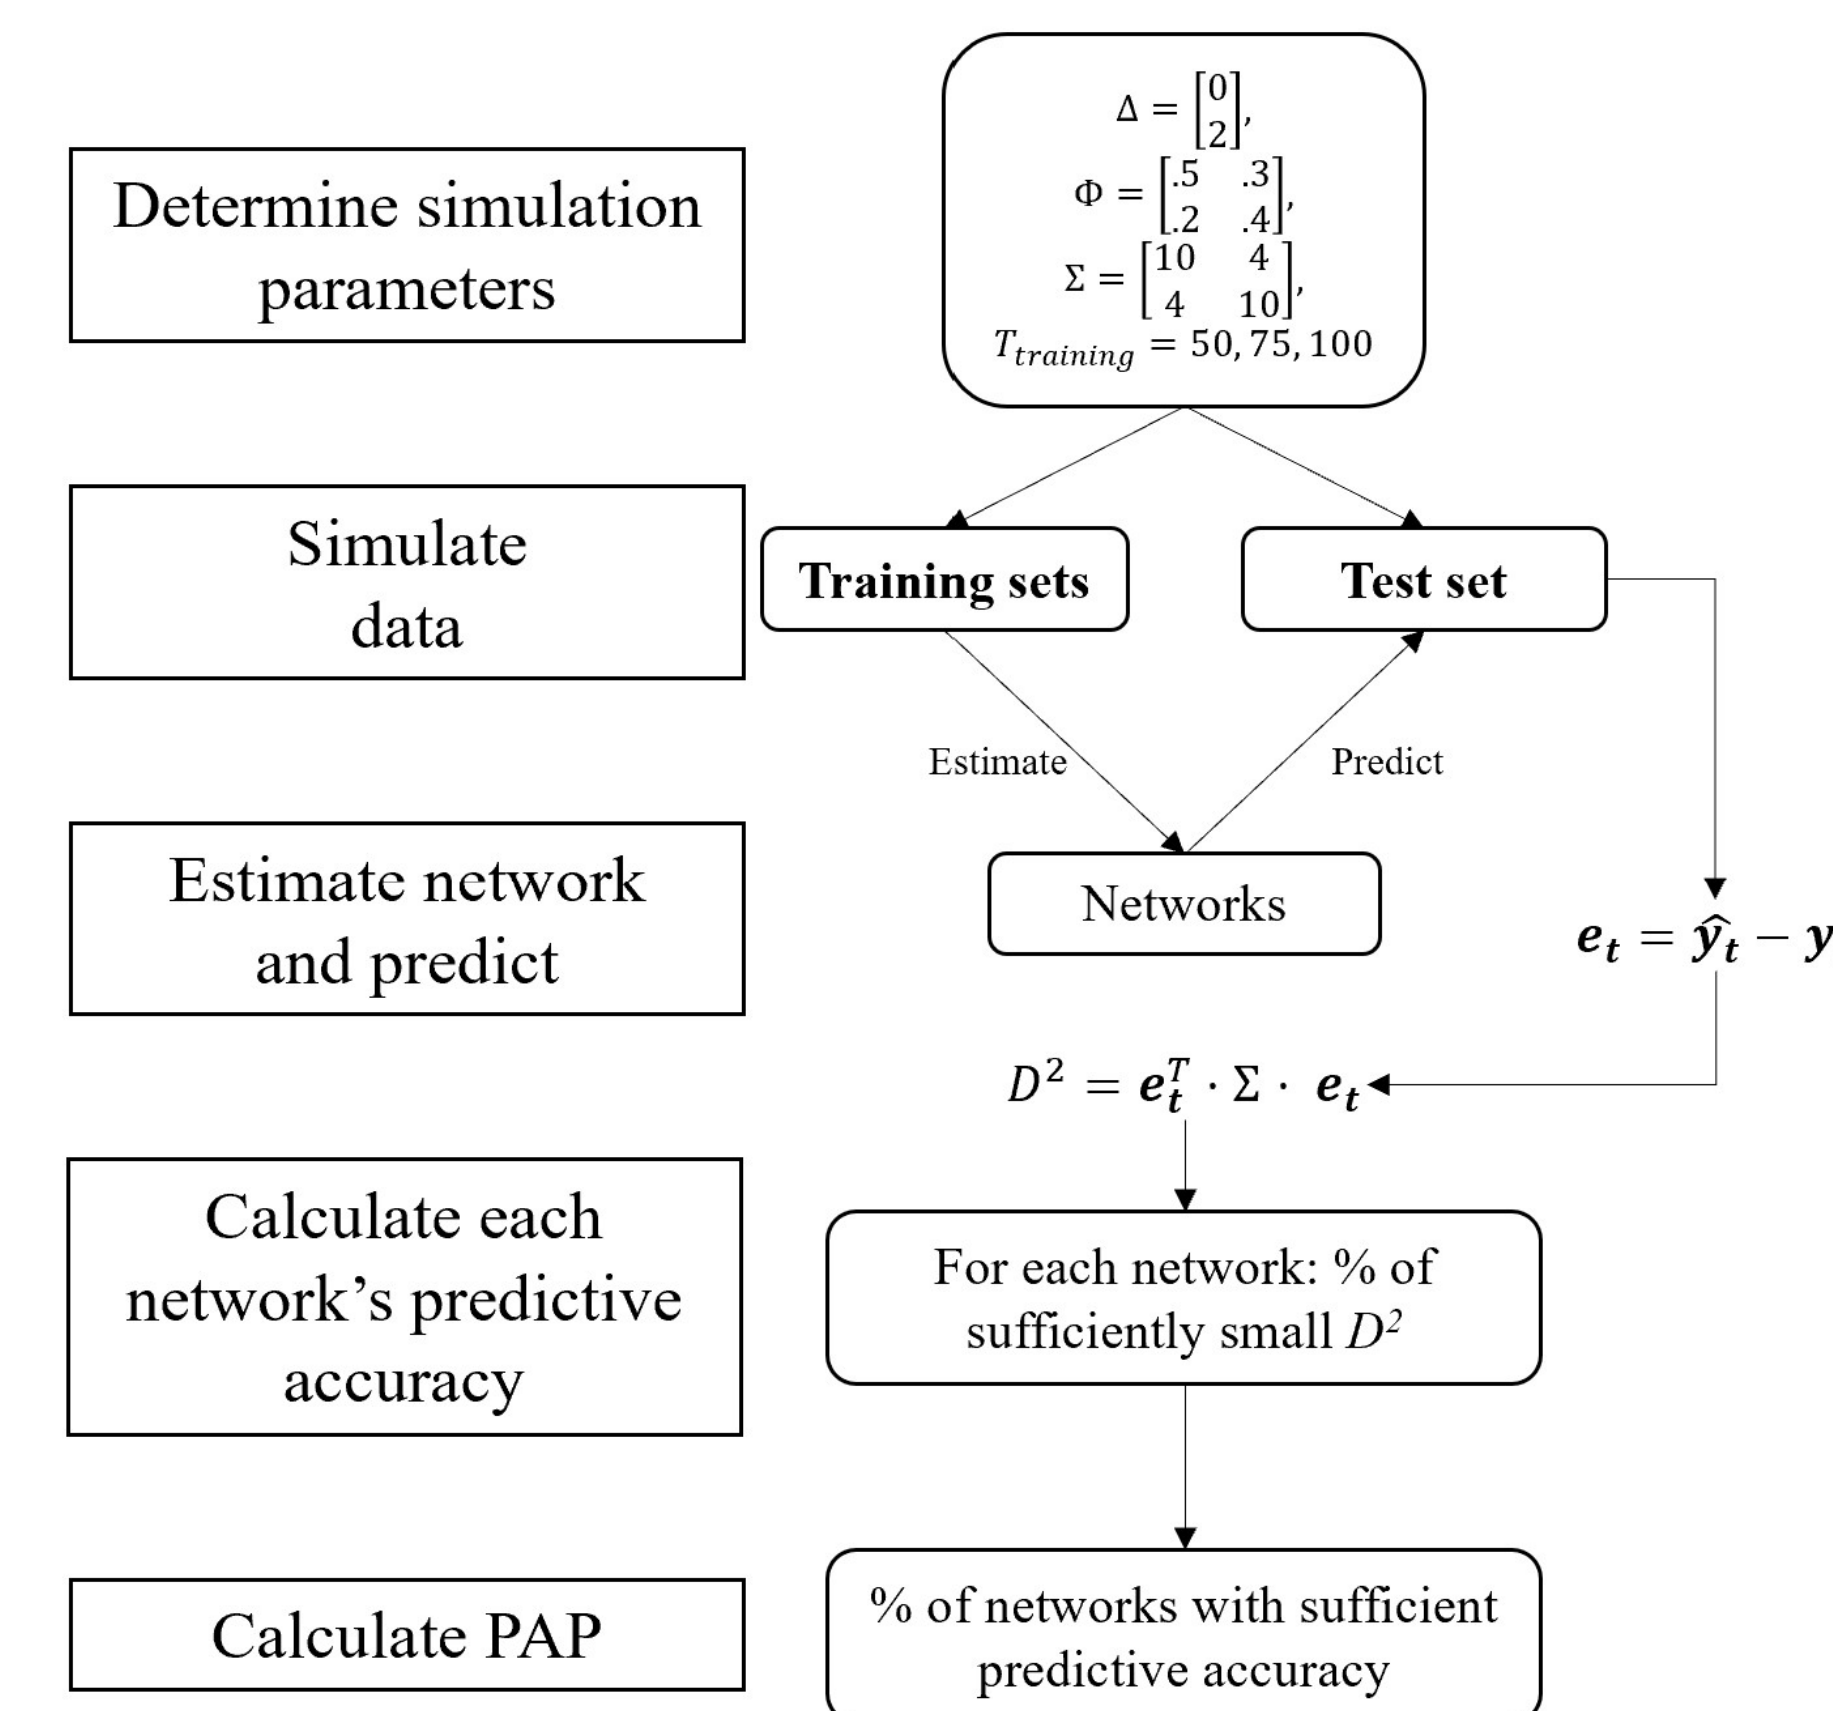 Determine simulation
parameters
Δ = [0
2],
Φ = [.5 .3
.2 .4],
Σ = [10 4
4 10],
T_training = 50, 75, 100
Simulate
data
Training sets
Test set
Estimate
Predict
Estimate network
and predict
Networks
e_t = ŷ_t − y
D² = e_t^T · Σ · e_t
Calculate each
network’s predictive
accuracy
For each network: % of
sufficiently small D²
Calculate PAP
% of networks with sufficient
predictive accuracy